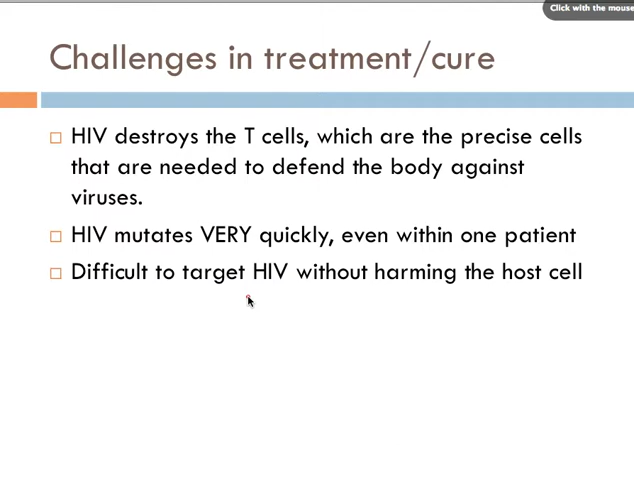 Click with the mouse
Challenges in treatment/cure
HIV destroys the T cells, which are the precise cells
that are needed to defend the body against
viruses.
HIV mutates VERY quickly, even within one patient
Difficult to target HIV without harming the host cell